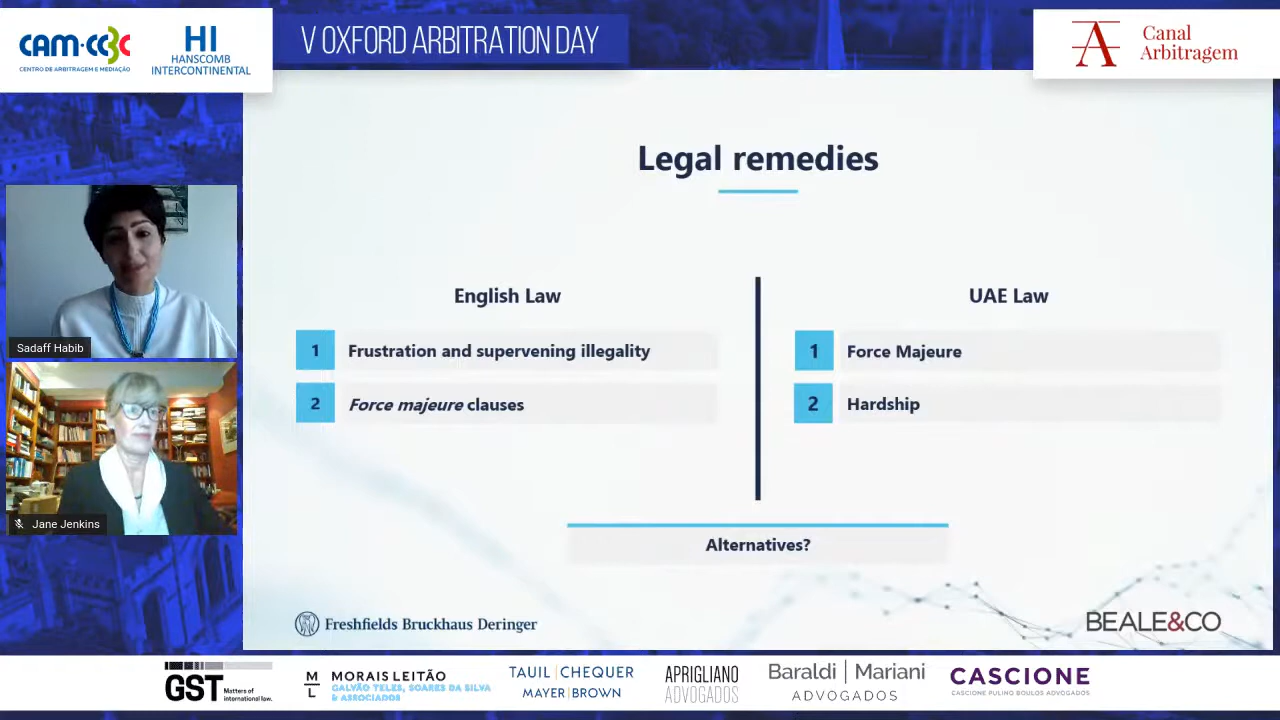 CAM-CCBC
CENTRO DE ARBITRAGEM E MEDIAÇÃO
HI
HANSCOMB
INTERCONTINENTAL
V OXFORD ARBITRATION DAY
Canal
Arbitragem
Legal remedies
English Law
1 Frustration and supervening illegality
2 Force majeure clauses
UAE Law
1 Force Majeure
2 Hardship
Alternatives?
Sadaff Habib
Jane Jenkins
Freshfields Bruckhaus Deringer
BEALE&CO
GST Matters of
international law.
M
L
MORAIS LEITÃO
GALVÃO TELES, SOARES DA SILVA
& ASSOCIADOS
TAUIL | CHEQUER
MAYER | BROWN
APRIGLIANO
ADVOGADOS
Baraldi | Mariani
ADVOGADOS
CASCIONE
CASCIONE PULINO BOULOS ADVOGADOS